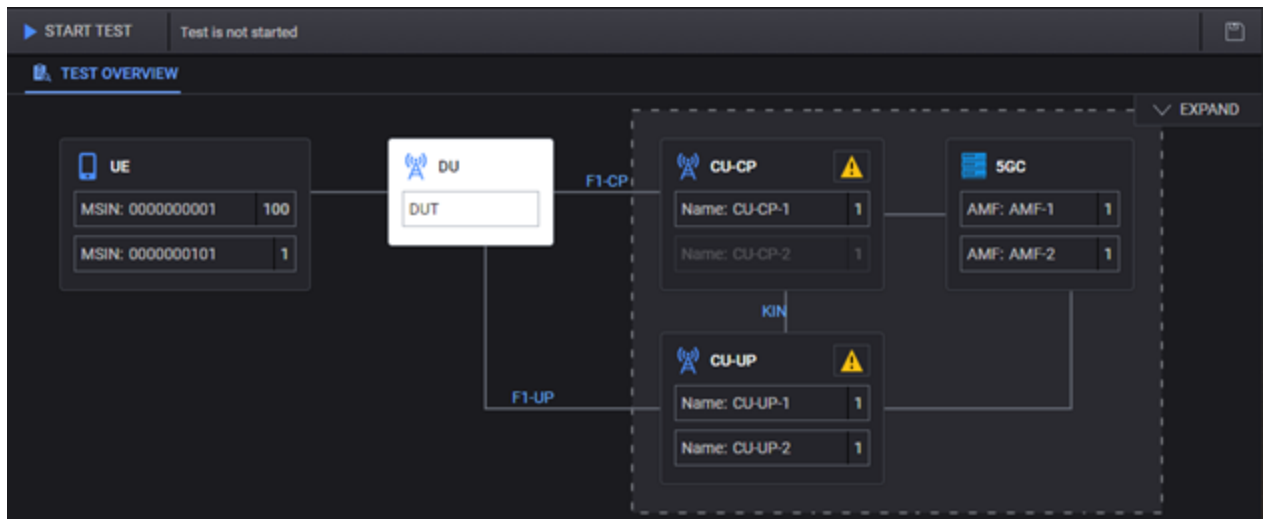 START TEST
Test is not started
TEST OVERVIEW
EXPAND
UE
MSIN: 0000000001 100
MSIN: 0000000101 1
DU
DUT
F1-CP
CU-CP
Name: CU-CP-1 1
Name: CU-CP-2 1
5GC
AMF: AMF-1 1
AMF: AMF-2 1
KIN
F1-UP
CU-UP
Name: CU-UP-1 1
Name: CU-UP-2 1